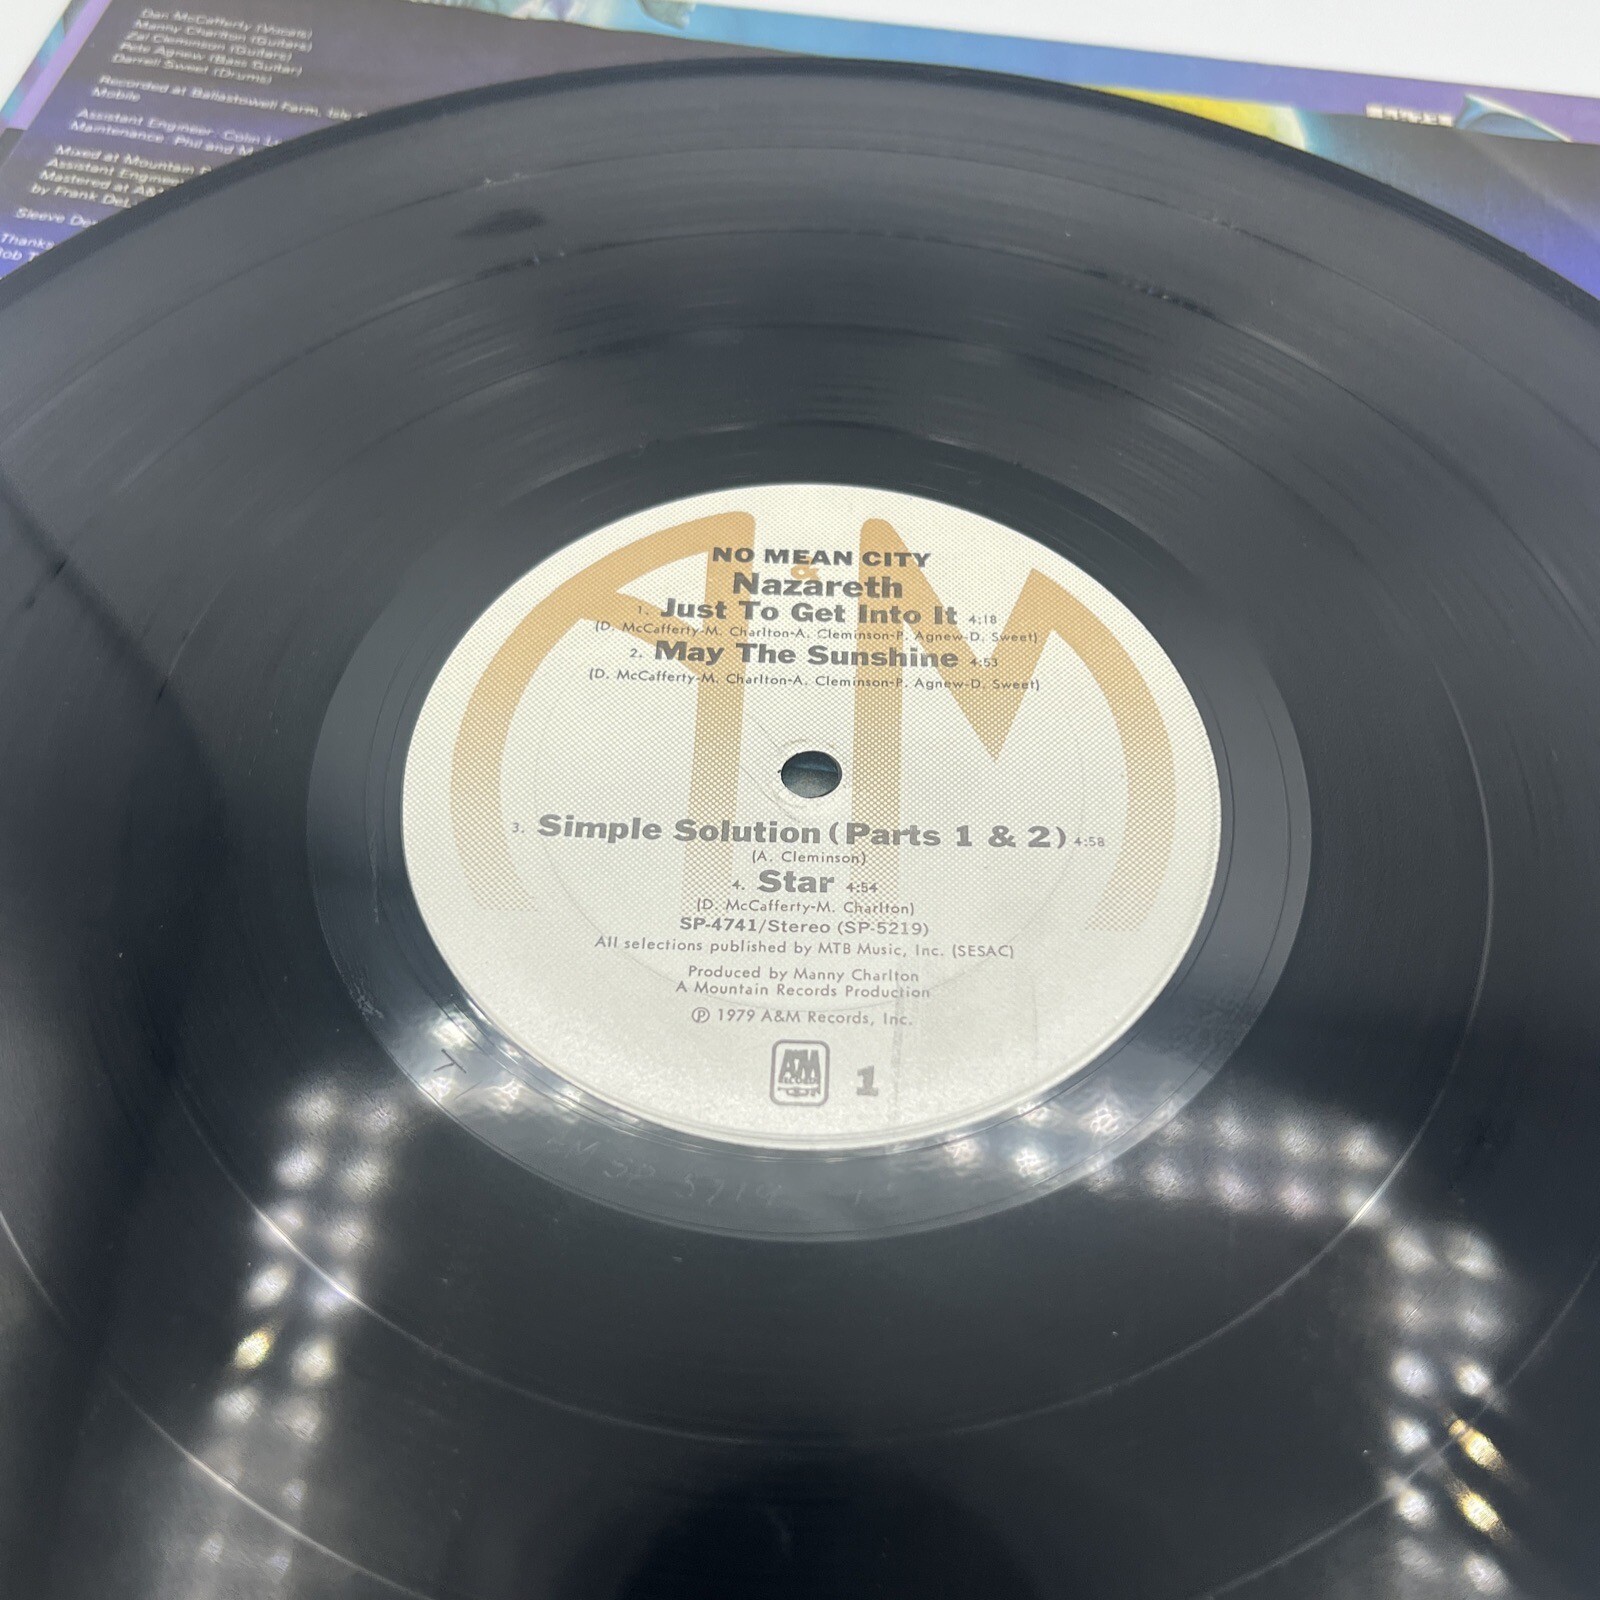 Dan McCafferty (Vocals)
Manny Charlton (Guitars)
Zal Cleminson (Guitars)
Pete Agnew (Bass Guitar)
Darrell Sweet (Drums)
Recorded at Ballastowell Farm, Isle
Mobile
Assistant Engineer: Colin
Maintenance: Phil and
Mixed at Mountain
Assistant Engineer
Mastered at A&
by Frank DeL
Sleeve
Thanks
NO MEAN CITY
Nazareth
1. Just To Get Into It 4:18
(D. McCafferty-M. Charlton-A. Cleminson-P. Agnew-D. Sweet)
2. May The Sunshine 4:53
(D. McCafferty-M. Charlton-A. Cleminson-P. Agnew-D. Sweet)
3. Simple Solution (Parts 1 & 2) 4:58
(A. Cleminson)
4. Star 4:54
(D. McCafferty-M. Charlton)
SP-4741/Stereo (SP-5219)
All selections published by MTB Music, Inc. (SESAC)
Produced by Manny Charlton
A Mountain Records Production
Ⓟ 1979 A&M Records, Inc.
A&M
RECORDS
1
A&M
AM SP 5219